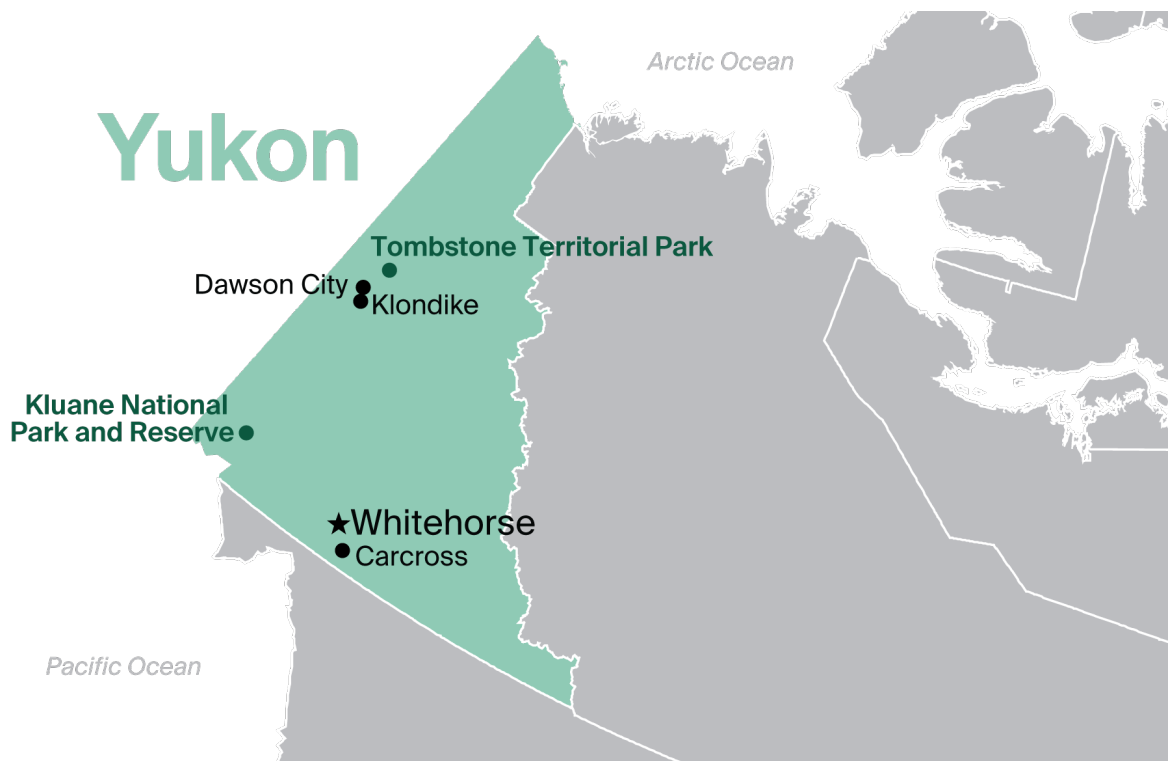 Arctic Ocean
Yukon
Tombstone Territorial Park
Dawson City
Klondike
Kluane National
Park and Reserve
Whitehorse
Carcross
Pacific Ocean